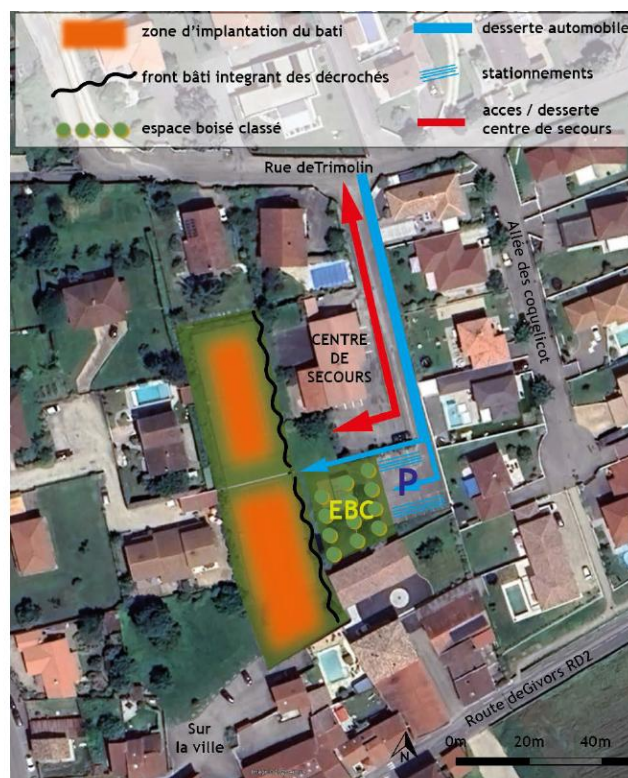 zone d'implantation du bati
desserte automobile
front bâti integrant des décrochés
stationnements
espace boisé classé
acces / desserte
centre de secours
Rue deTrimolin
Allée des coquelicot
CENTRE
DE
SECOURS
P
EBC
Route deGivors RD2
Sur
la ville
N
0m
20m
40m